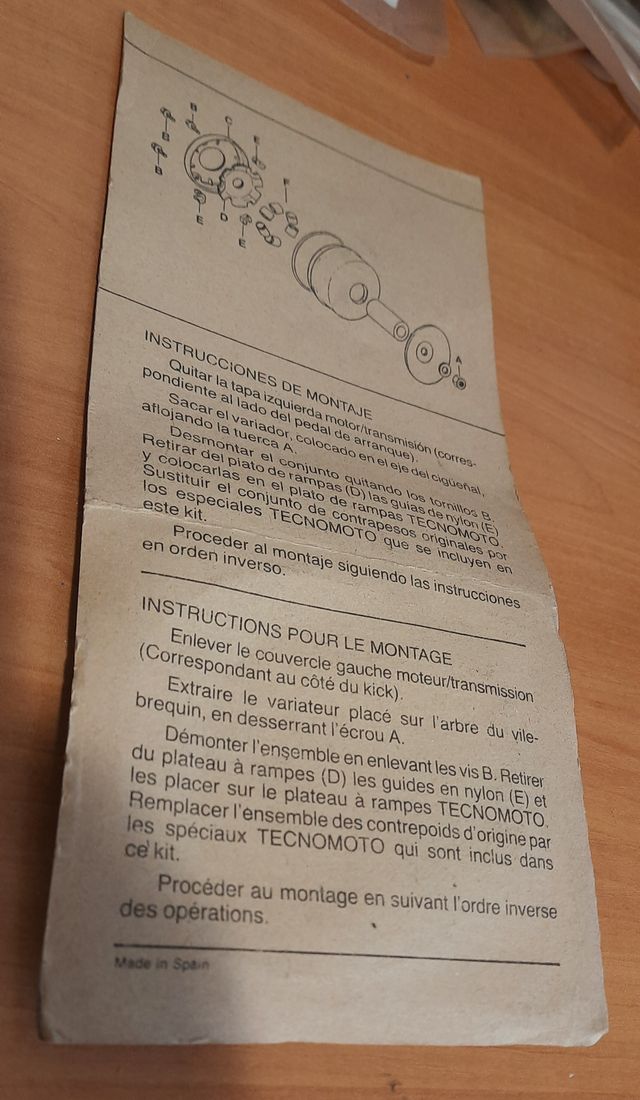 B
C
E
F
E
D
E
A
INSTRUCCIONES DE MONTAJE
Quitar la tapa izquierda motor/transmisión (corres-
pondiente al lado del pedal de arranque).
Sacar el variador, colocado en el eje del cigüeñal,
aflojando la tuerca A.
Desmontar el conjunto quitando los tornillos B.
Retirar del plato de rampas (D) las guias de nylon (E)
y colocarlas en el plato de rampas TECNOMOTO.
Sustituir el conjunto de contrapesos originales por
los especiales TECNOMOTO que se incluyen en
este kit.
Proceder al montaje siguiendo las instrucciones
en orden inverso.
INSTRUCTIONS POUR LE MONTAGE
Enlever le couvercle gauche moteur/transmission
(Correspondant au côté du kick).
Extraire le variateur placé sur l'arbre du vile-
brequin, en desserrant l'écrou A.
Démonter l'ensemble en enlevant les vis B. Retirer
du plateau à rampes (D) les guides en nylon (E) et
les placer sur le plateau à rampes TECNOMOTO.
Remplacer l'ensemble des contrepoids d'origine par
les spéciaux TECNOMOTO qui sont inclus dans
ce kit.
Procéder au montage en suivant l'ordre inverse
des opérations.
Made in Spain